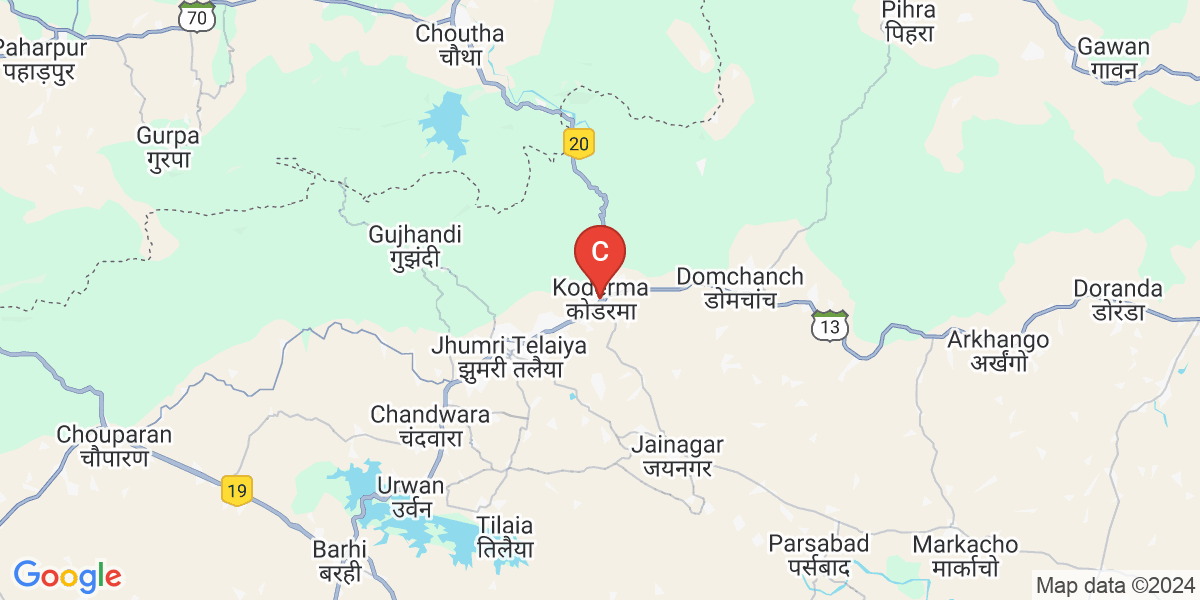 70
Choutha
चौथा
Pihra
पिहरा
Paharpur
पहाड़पुर
Gawan
गावन
Gurpa
गुरपा
20
Gujhandi
गुझंदी
C
Koderma
कोडरमा
Domchanch
डोमचांच
Doranda
डोरंडा
13
Arkhango
अर्खंगो
Jhumri Telaiya
झुमरी तलैया
Chandwara
चंदवारा
Chouparan
चौपारण
Jainagar
जयनगर
19
Urwan
उर्वन
Tilaia
तिलैया
Barhi
बरही
Parsabad
पर्सबाद
Markacho
मार्काचो
Google
Map data ©2024